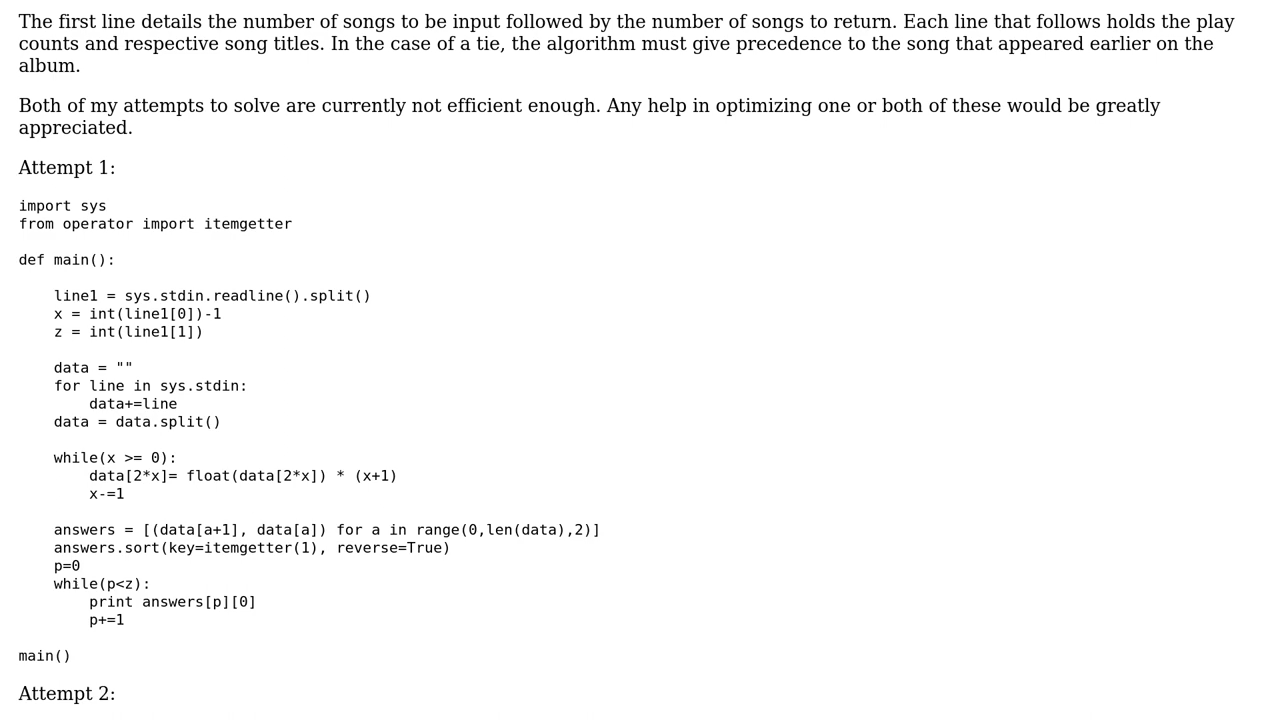 The first line details the number of songs to be input followed by the number of songs to return. Each line that follows holds the play
counts and respective song titles. In the case of a tie, the algorithm must give precedence to the song that appeared earlier on the
album.
Both of my attempts to solve are currently not efficient enough. Any help in optimizing one or both of these would be greatly
appreciated.
Attempt 1:
import sys
from operator import itemgetter
def main():
    line1 = sys.stdin.readline().split()
    x = int(line1[0])-1
    z = int(line1[1])
    data = ""
    for line in sys.stdin:
        data+=line
    data = data.split()
    while(x >= 0):
        data[2*x]= float(data[2*x]) * (x+1)
        x-=1
    answers = [(data[a+1], data[a]) for a in range(0,len(data),2)]
    answers.sort(key=itemgetter(1), reverse=True)
    p=0
    while(p<z):
        print answers[p][0]
        p+=1
main()
Attempt 2: